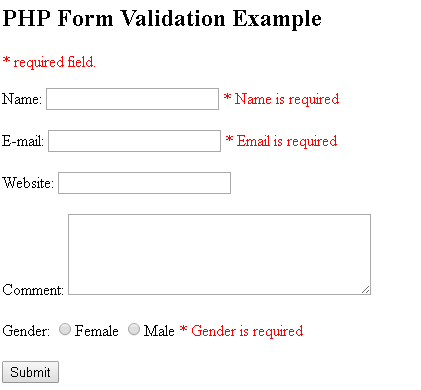 PHP Form Validation Example
* required field.
Name: * Name is required
E-mail: * Email is required
Website:
Comment:
Gender: Female Male * Gender is required
Submit